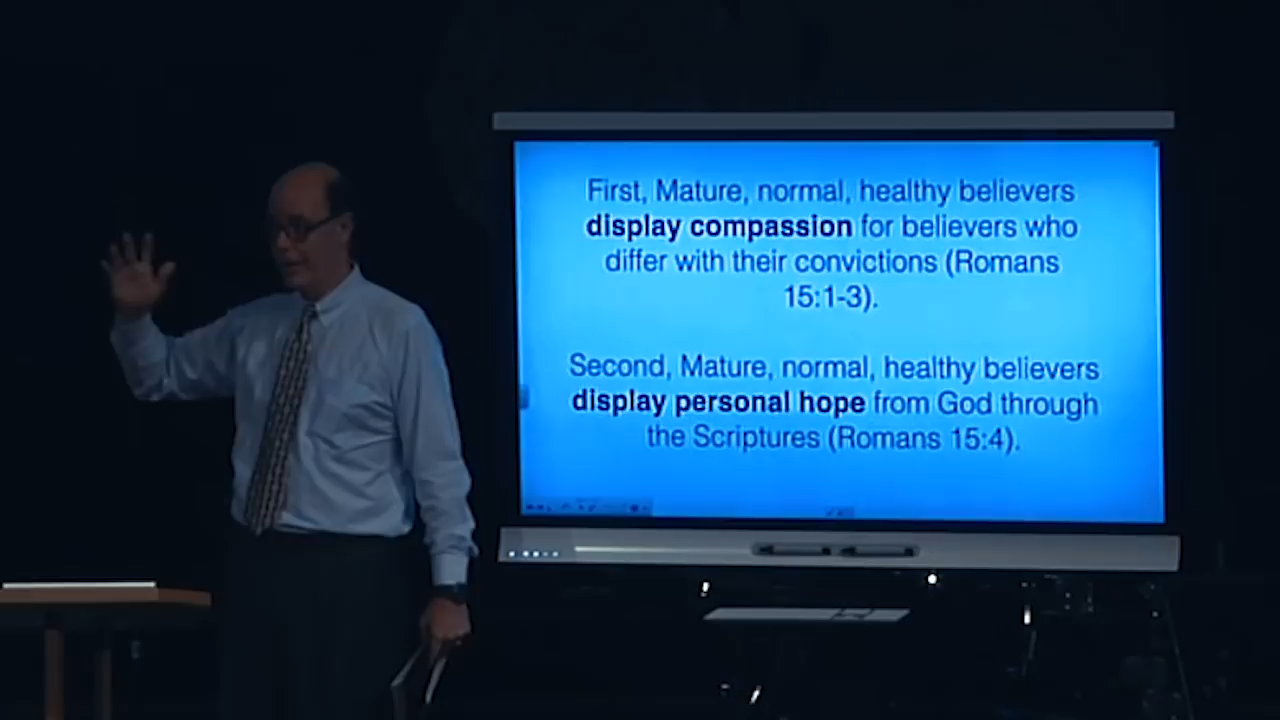 First, Mature, normal, healthy believers
display compassion for believers who
differ with their convictions (Romans
15:1-3).
Second, Mature, normal, healthy believers
display personal hope from God through
the Scriptures (Romans 15:4).